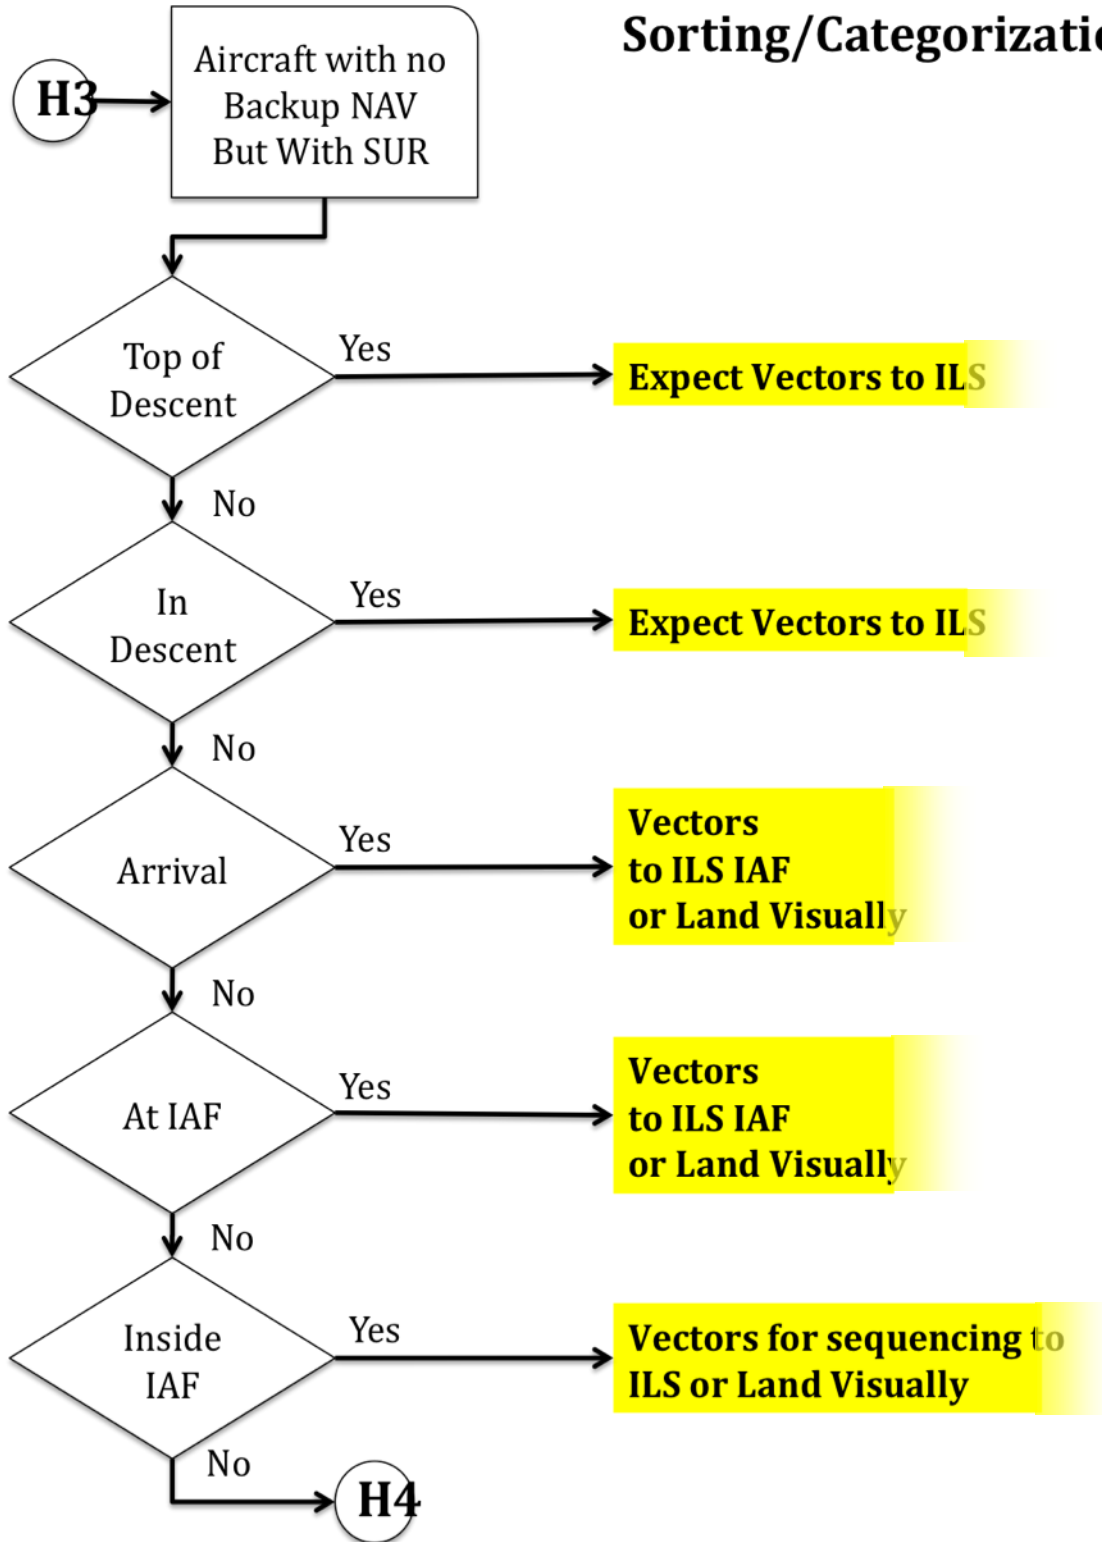 Sorting/Categorizatio
H3
Aircraft with no
Backup NAV
But With SUR
Top of
Descent
Yes
Expect Vectors to ILS
No
In
Descent
Yes
Expect Vectors to ILS
No
Arrival
Yes
Vectors
to ILS IAF
or Land Visually
No
At IAF
Yes
Vectors
to ILS IAF
or Land Visually
No
Inside
IAF
Yes
Vectors for sequencing to
ILS or Land Visually
No
H4